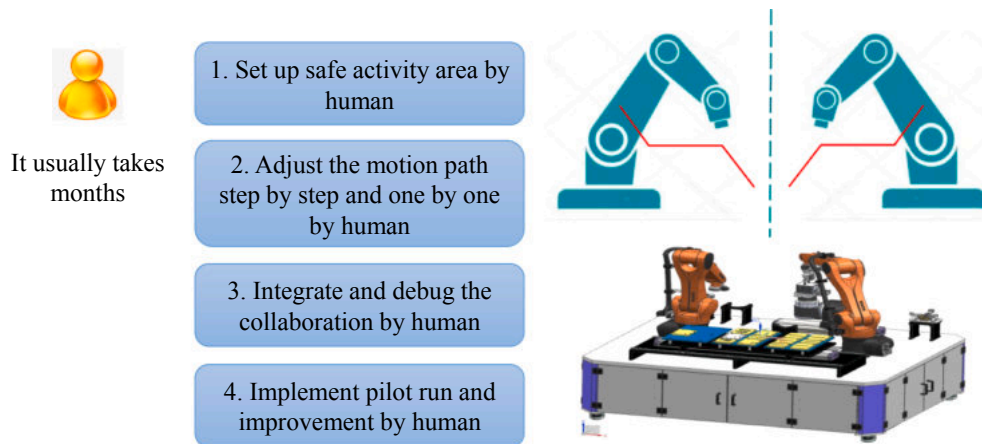 It usually takes
months
1. Set up safe activity area by
human
2. Adjust the motion path
step by step and one by one
by human
3. Integrate and debug the
collaboration by human
4. Implement pilot run and
improvement by human